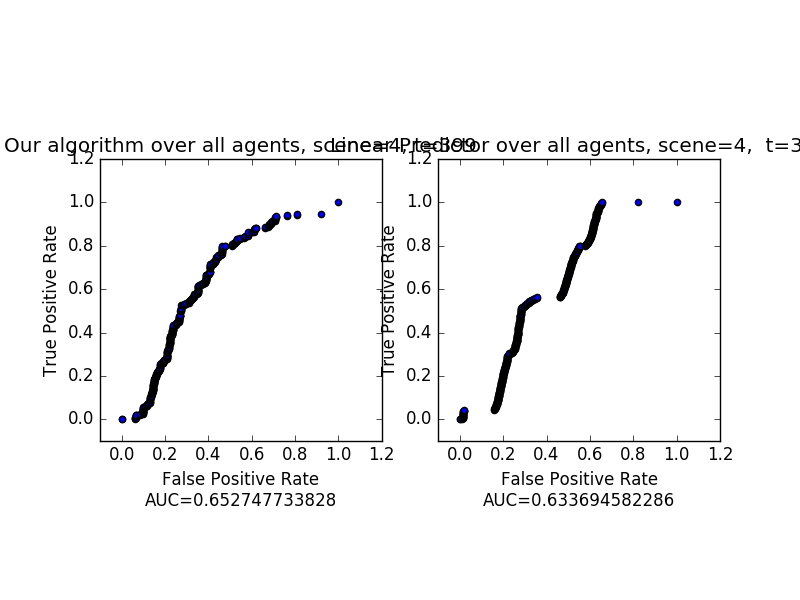 Our algorithm over all agents, scene=4, t=399
Linear Predictor over all agents, scene=4,  t=3
1.2
1.0
0.8
0.6
0.4
0.2
0.0
True Positive Rate
0.0 0.2 0.4 0.6 0.8 1.0 1.2
False Positive Rate
AUC=0.652747733828
1.2
1.0
0.8
0.6
0.4
0.2
0.0
True Positive Rate
0.0 0.2 0.4 0.6 0.8 1.0 1.2
False Positive Rate
AUC=0.633694582286